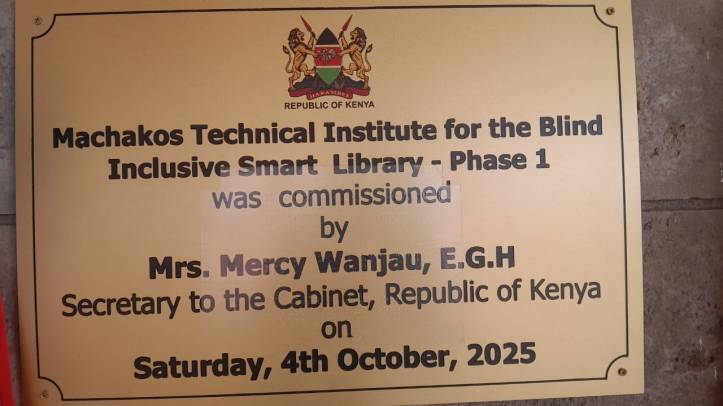 HARAMBEE
REPUBLIC OF KENYA
Machakos Technical Institute for the Blind
Inclusive Smart Library - Phase 1
was commissioned
by
Mrs. Mercy Wanjau, E.G.H
Secretary to the Cabinet, Republic of Kenya
on
Saturday, 4th October, 2025